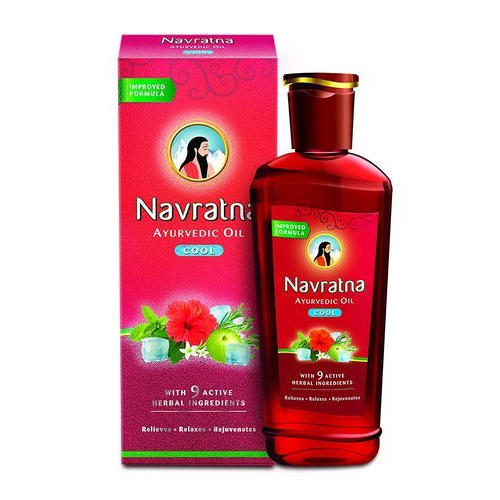 IMPROVED
FORMULA
Navratna
AYURVEDIC OIL
COOL
WITH 9 ACTIVE
HERBAL INGREDIENTS
Relieves • Relaxes • Rejuvenates
IMPROVED
FORMULA
Navratna
AYURVEDIC OIL
COOL
WITH 9 ACTIVE
HERBAL INGREDIENTS
Relieves • Relaxes • Rejuvenates